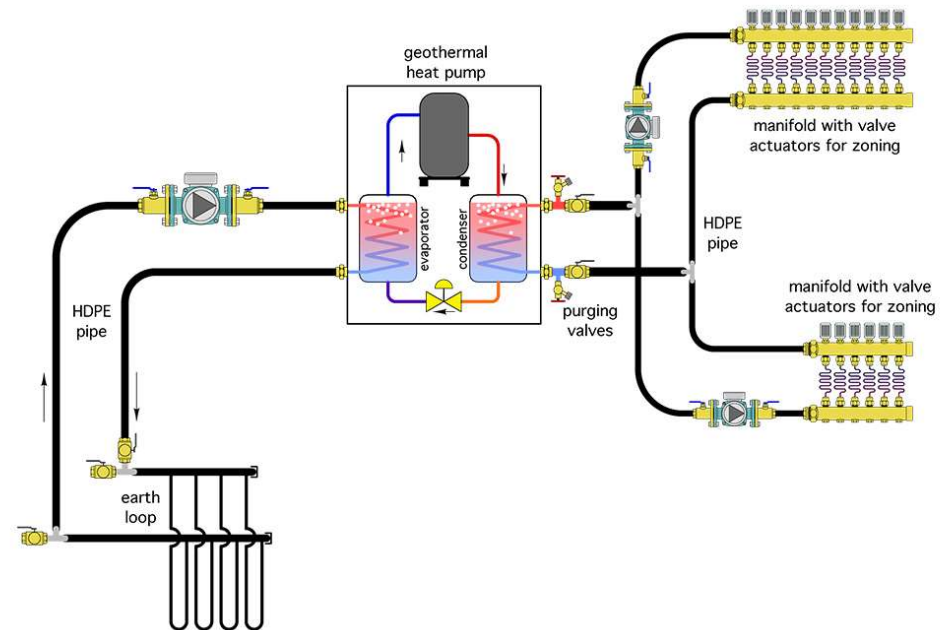 geothermal
heat pump
manifold with valve
actuators for zoning
evaporator
condenser
HDPE
pipe
manifold with valve
actuators for zoning
HDPE
pipe
purging
valves
earth
loop